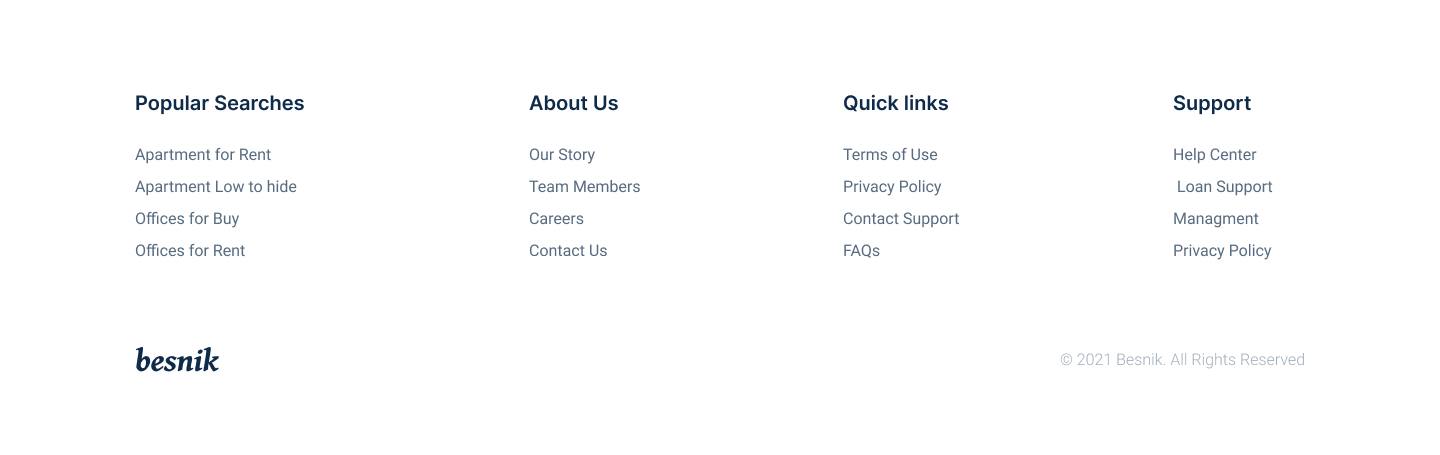 Popular Searches
Apartment for Rent
Apartment Low to hide
Offices for Buy
Offices for Rent
About Us
Our Story
Team Members
Careers
Contact Us
Quick links
Terms of Use
Privacy Policy
Contact Support
FAQs
Support
Help Center
Loan Support
Managment
Privacy Policy
besnik
© 2021 Besnik. All Rights Reserved